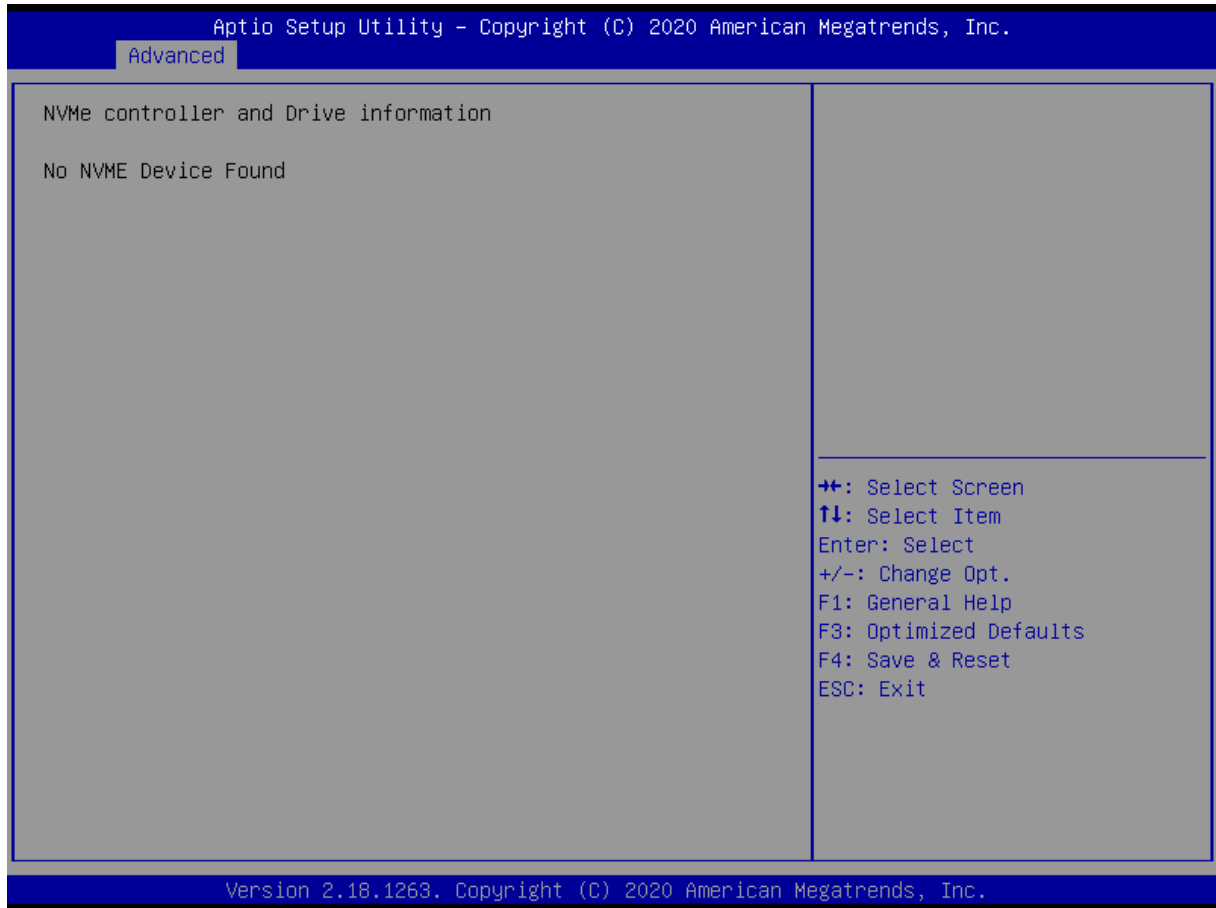 Aptio Setup Utility – Copyright (C) 2020 American Megatrends, Inc.
Advanced
NVMe controller and Drive information
No NVME Device Found
→←: Select Screen
↑↓: Select Item
Enter: Select
+/-: Change Opt.
F1: General Help
F3: Optimized Defaults
F4: Save & Reset
ESC: Exit
Version 2.18.1263. Copyright (C) 2020 American Megatrends, Inc.